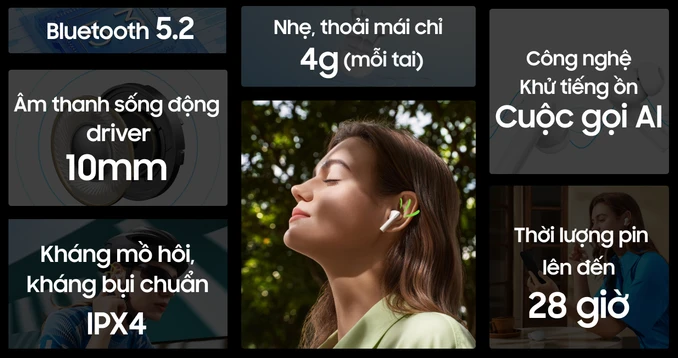 Bluetooth 5.2
Âm thanh sống động
driver
10mm
Kháng mồ hôi,
kháng bụi chuẩn
IPX4
Nhẹ, thoải mái chỉ
4g (mỗi tai)
Công nghệ
Khử tiếng ồn
Cuộc gọi AI
Thời lượng pin
lên đến
28 giờ